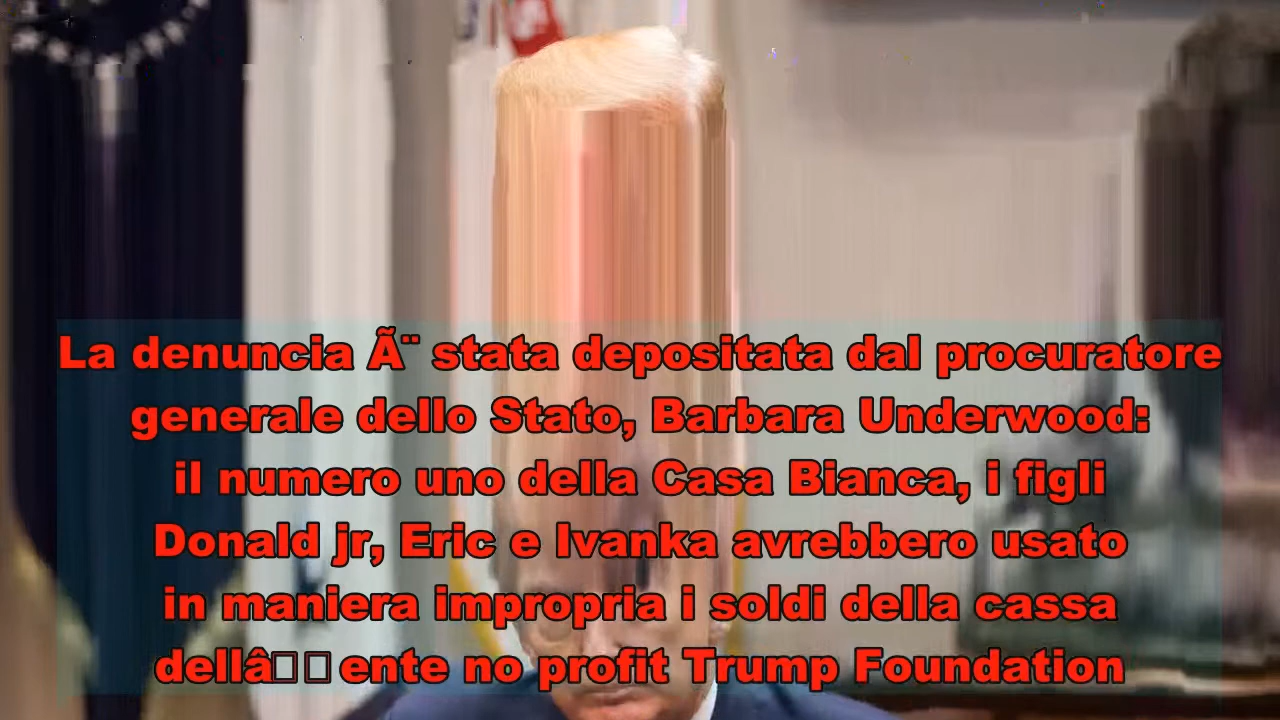 La denuncia Ã¨ stata depositata dal procuratore
generale dello Stato, Barbara Underwood:
il numero uno della Casa Bianca, i figli
Donald jr, Eric e Ivanka avrebbero usato
in maniera impropria i soldi della cassa
dellâ□□ente no profit Trump Foundation